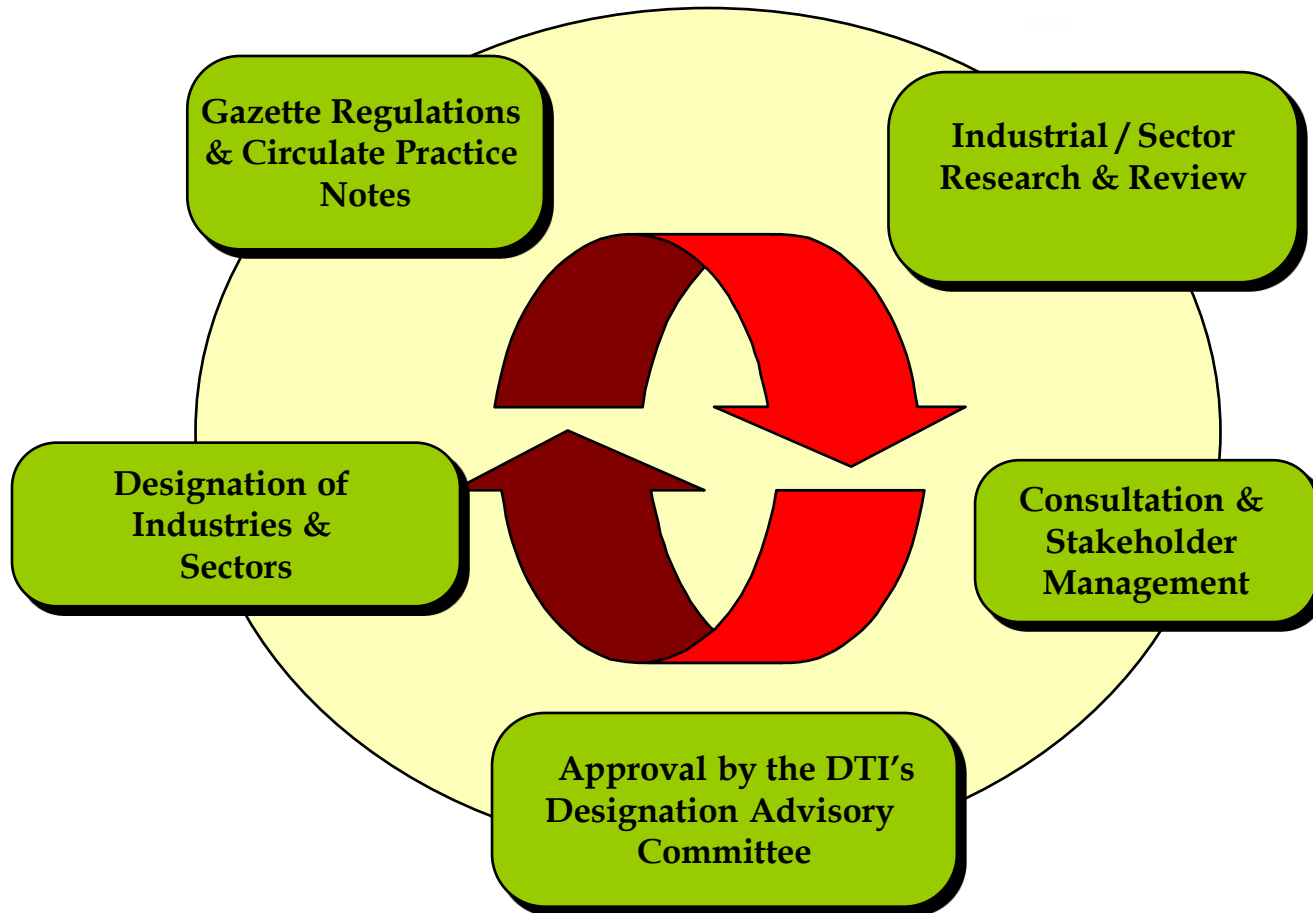 Gazette Regulations
& Circulate Practice
Notes
Industrial / Sector
Research & Review
Designation of
Industries &
Sectors
Consultation &
Stakeholder
Management
Approval by the DTI’s
Designation Advisory
Committee